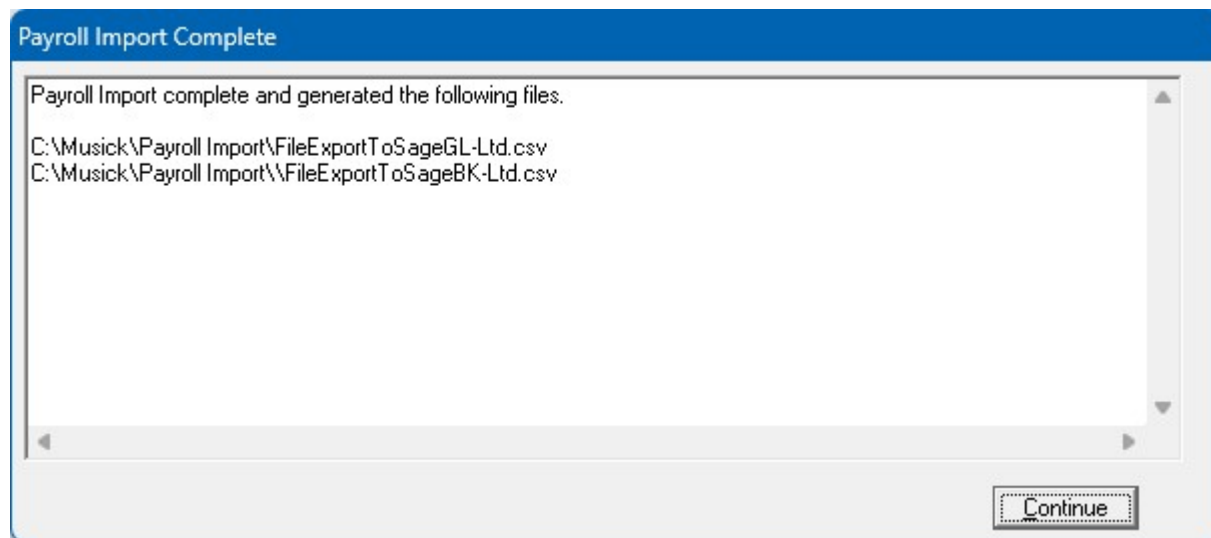 Payroll Import Complete
Payroll Import complete and generated the following files.
C:\Musick\Payroll Import\FileExportToSageGL-Ltd.csv
C:\Musick\Payroll Import\\FileExportToSageBK-Ltd.csv
Continue